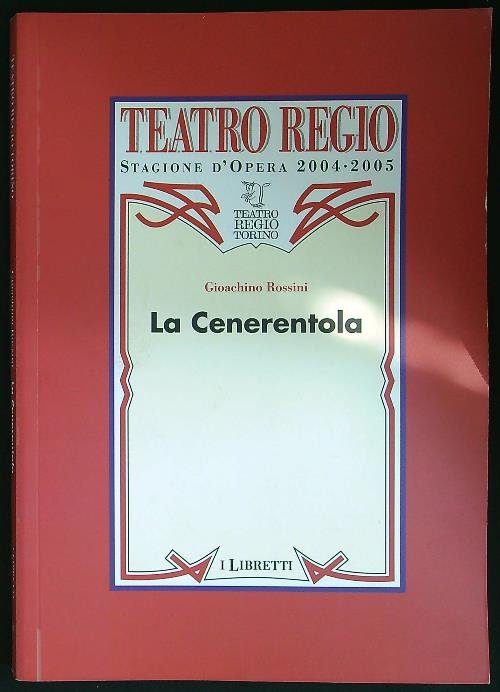 TEATRO REGIO
STAGIONE D'OPERA 2004-2005
TEATRO
REGIO
TORINO
Gioachino Rossini
La Cenerentola
I LIBRETTI